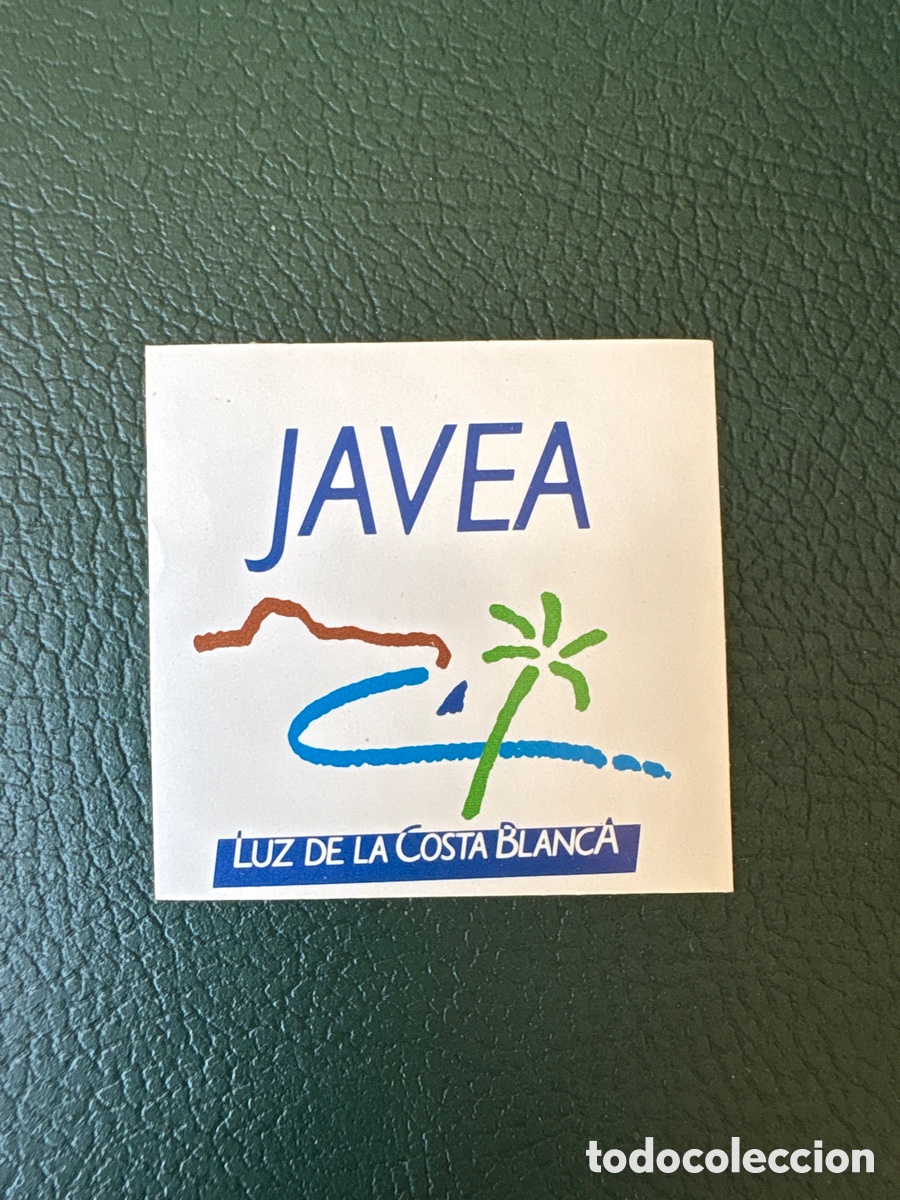 JAVEA
LUZ DE LA COSTA BLANCA
todocoleccion